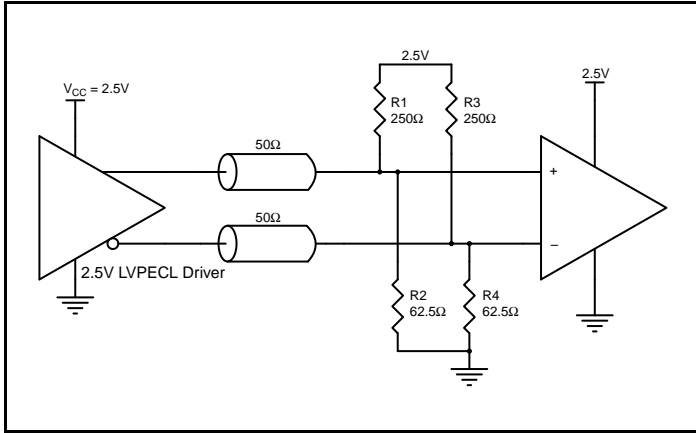 2.5V
2.5V
V_CC = 2.5V
R1
250Ω
R3
250Ω
50Ω
+
50Ω
–
2.5V LVPECL Driver
R2
62.5Ω
R4
62.5Ω